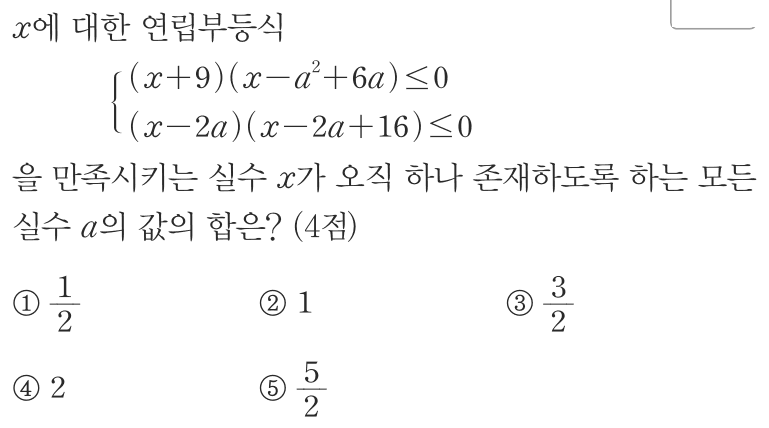 x에 대한 연립부등식
(x+9)(x-a²+6a)≤0
(x-2a)(x-2a+16)≤0
을 만족시키는 실수 x가 오직 하나 존재하도록 하는 모든
실수 a의 값의 합은? (4점)
① 1/2 ② 1 ③ 3/2
④ 2 ⑤ 5/2